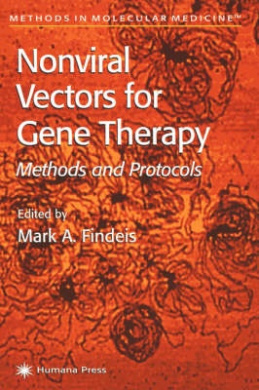 METHODS IN MOLECULAR MEDICINE™
Nonviral
Vectors for
Gene Therapy
Methods and Protocols
Edited by
Mark A. Findeis
Humana Press